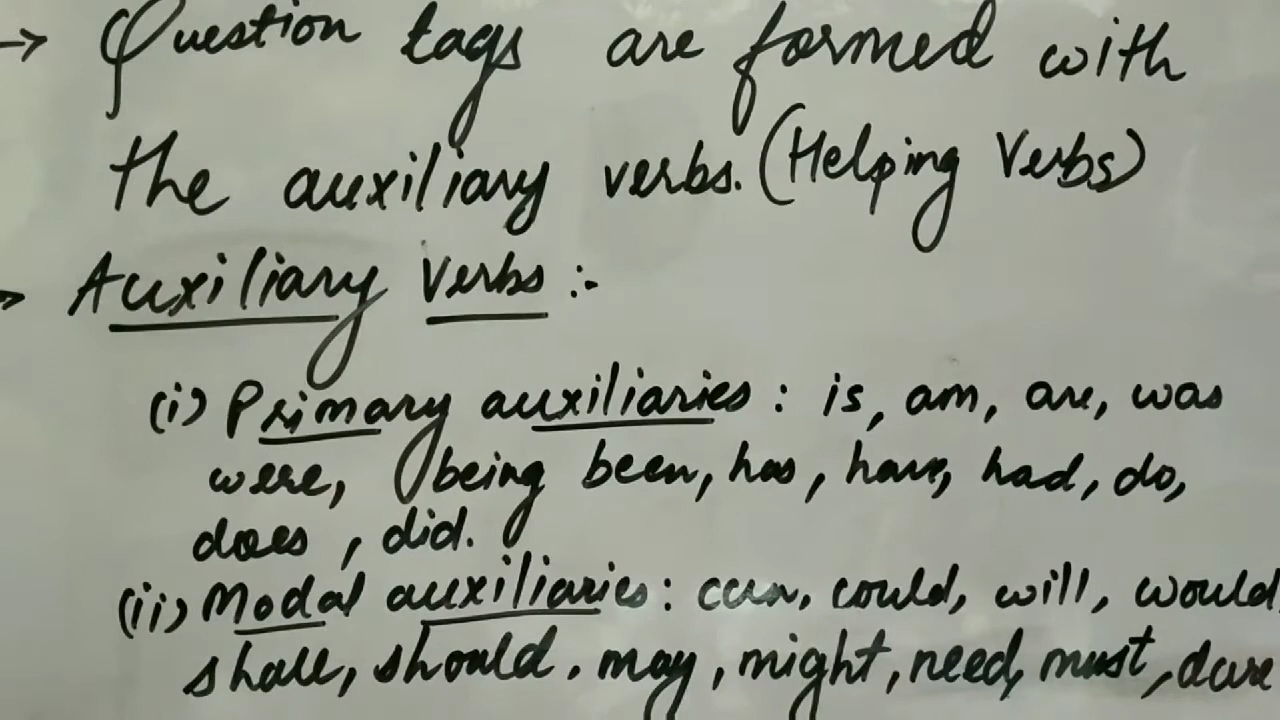 → Question tags are formed with
the auxiliary verbs. (Helping Verbs)
→ Auxiliary Verbs :-
(i) Primary auxiliaries : is, am, are, was
were, being been, has, have, had, do,
does, did.
(ii) Modal auxiliaries : can, could, will, would,
shall, should, may, might, need, must, dare